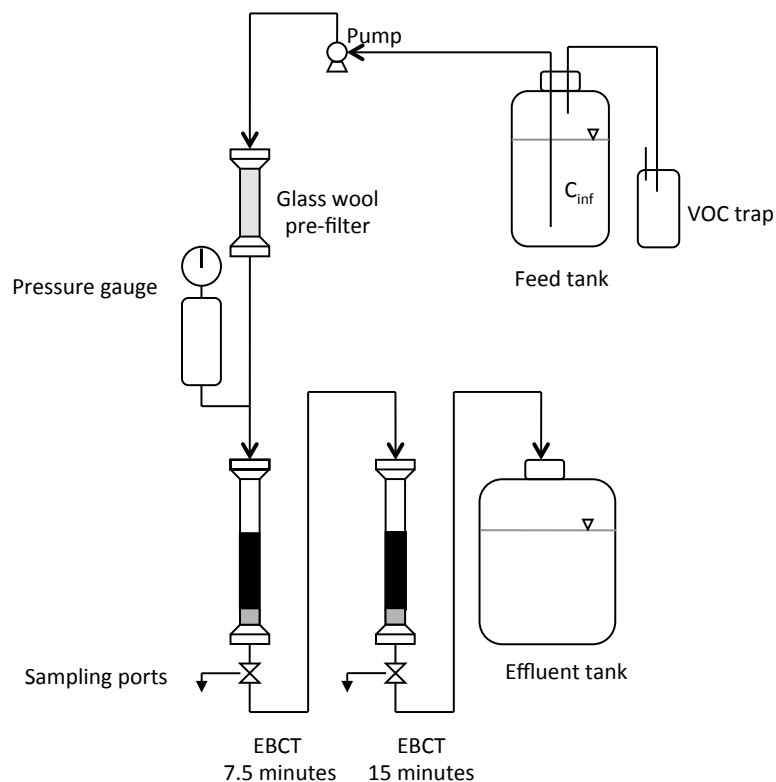 Pump
Glass wool
pre-filter
C_inf
VOC trap
Feed tank
Pressure gauge
Sampling ports
Effluent tank
EBCT
7.5 minutes
EBCT
15 minutes